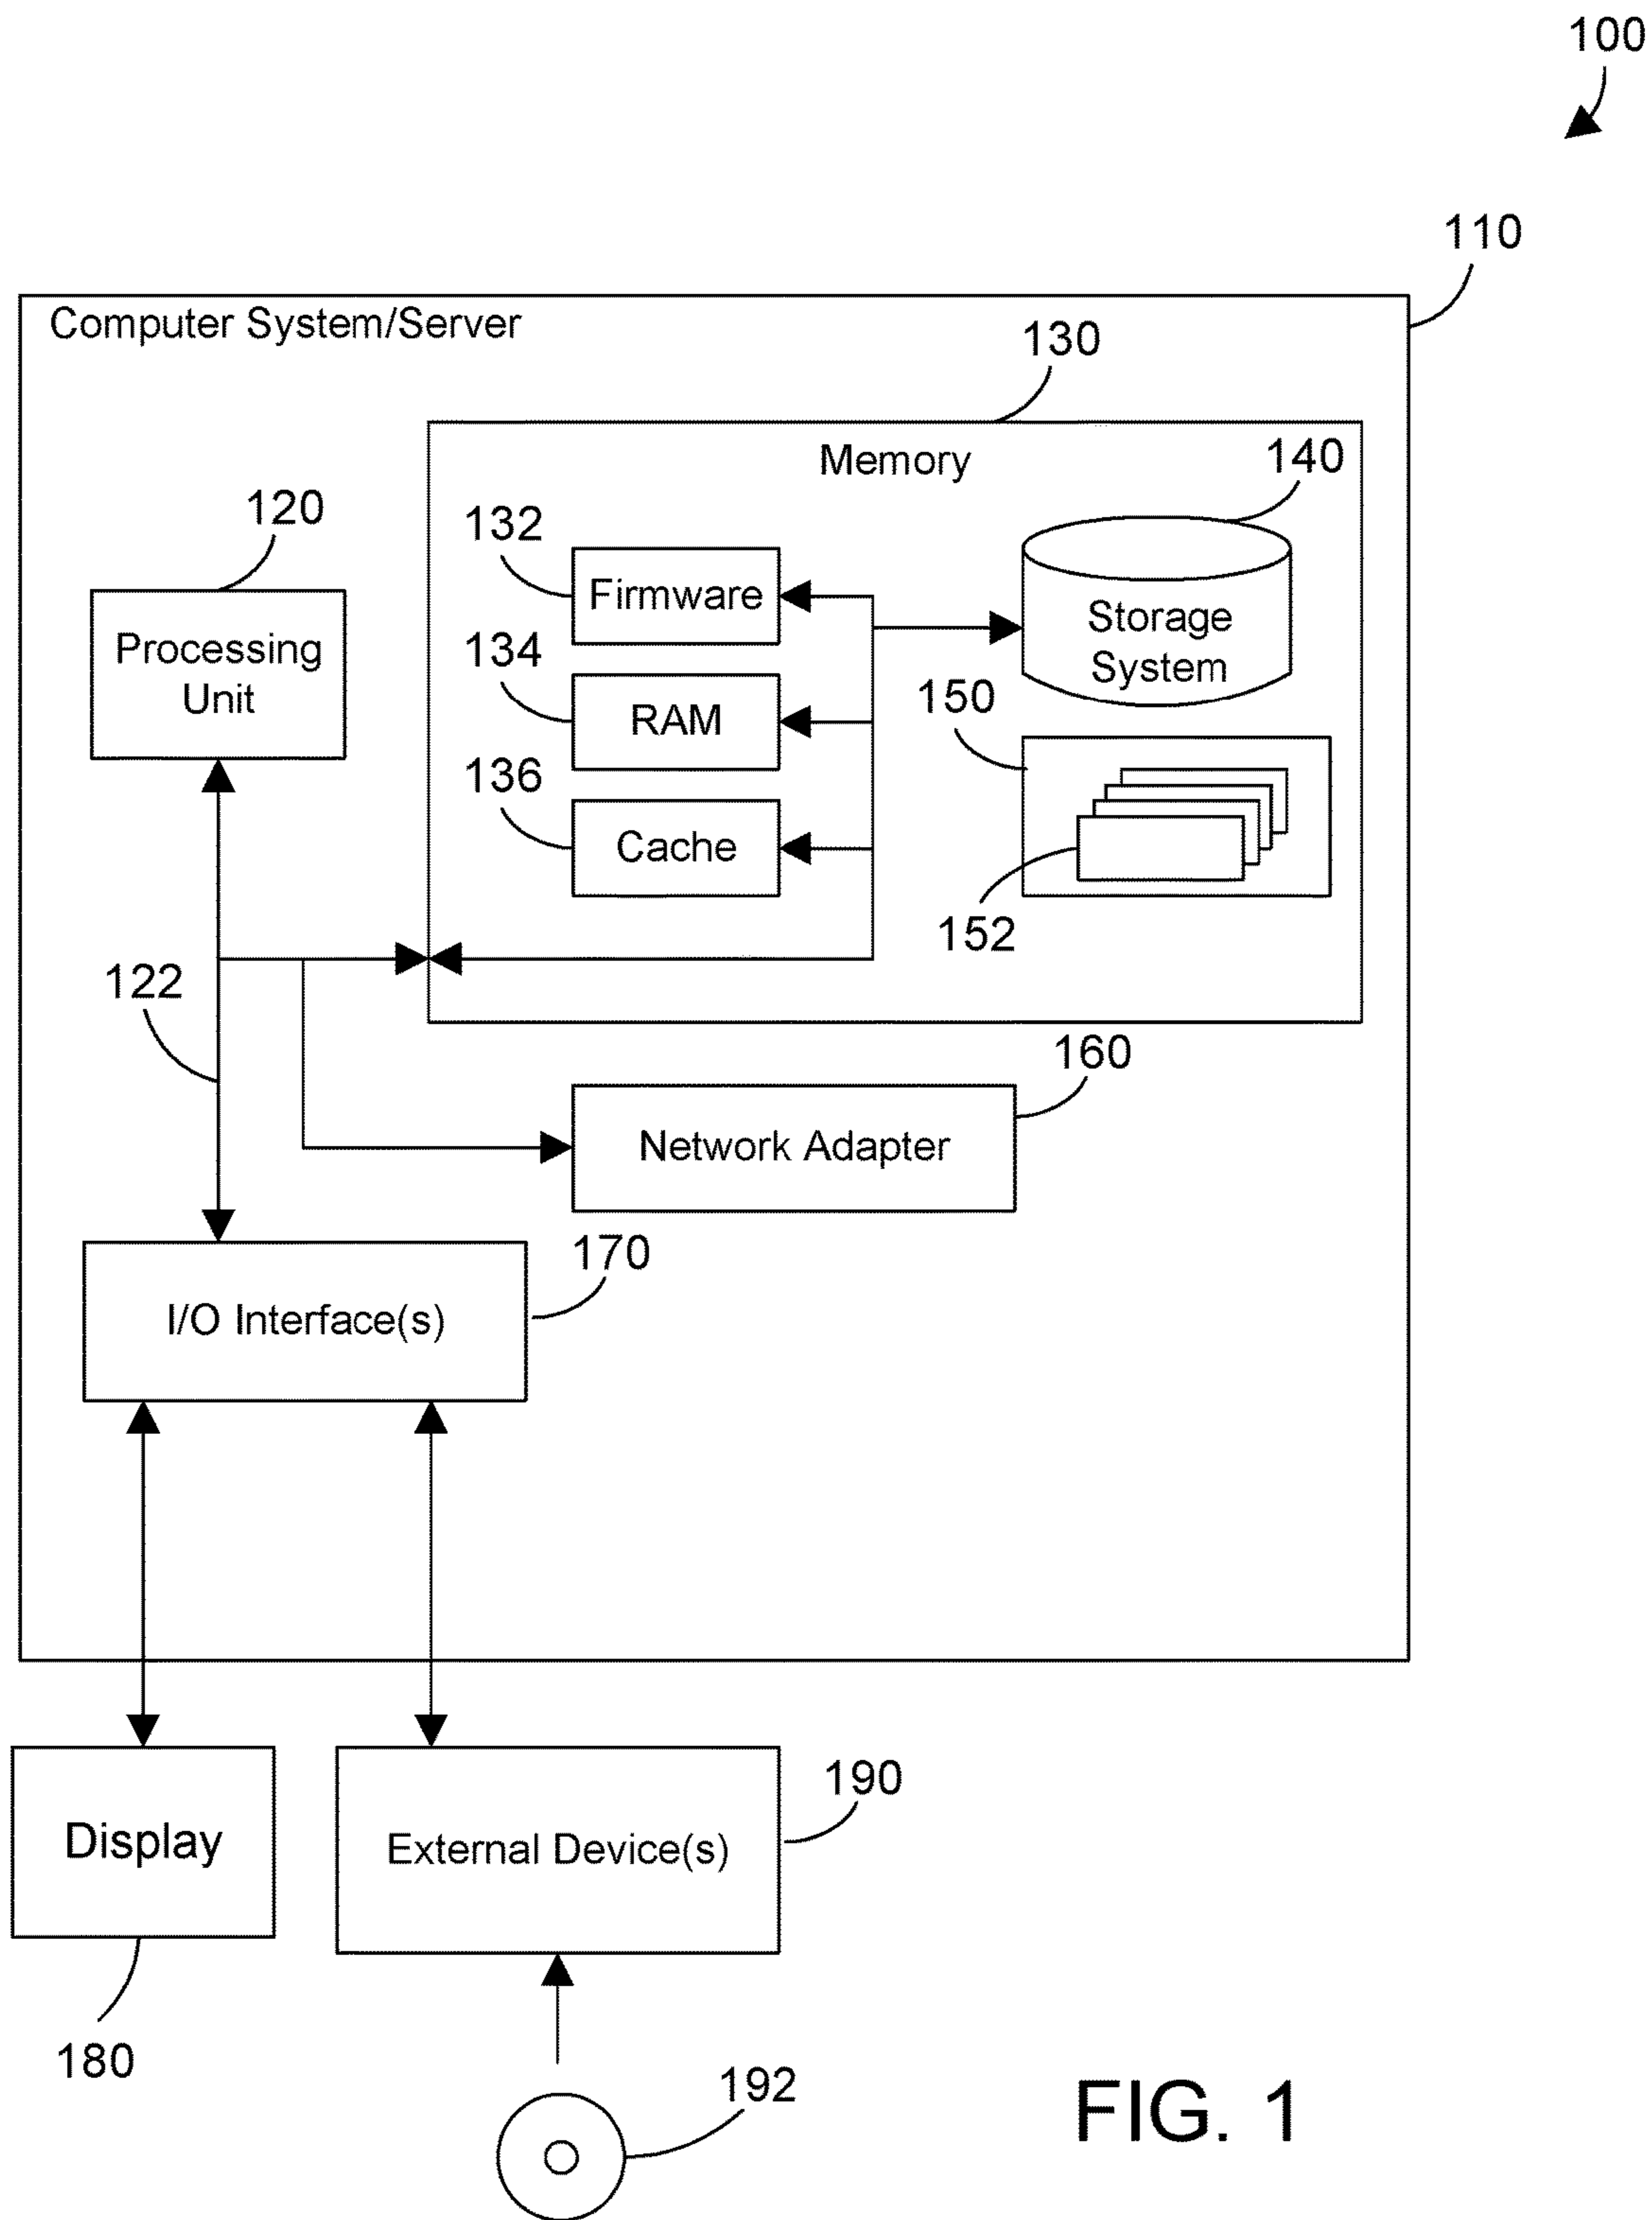 100
110
Computer System/Server
130
Memory
140
120
132
Firmware
Storage
System
Processing
Unit
134
RAM
150
136
Cache
152
122
160
Network Adapter
170
I/O Interface(s)
190
Display
External Device(s)
180
192
FIG. 1